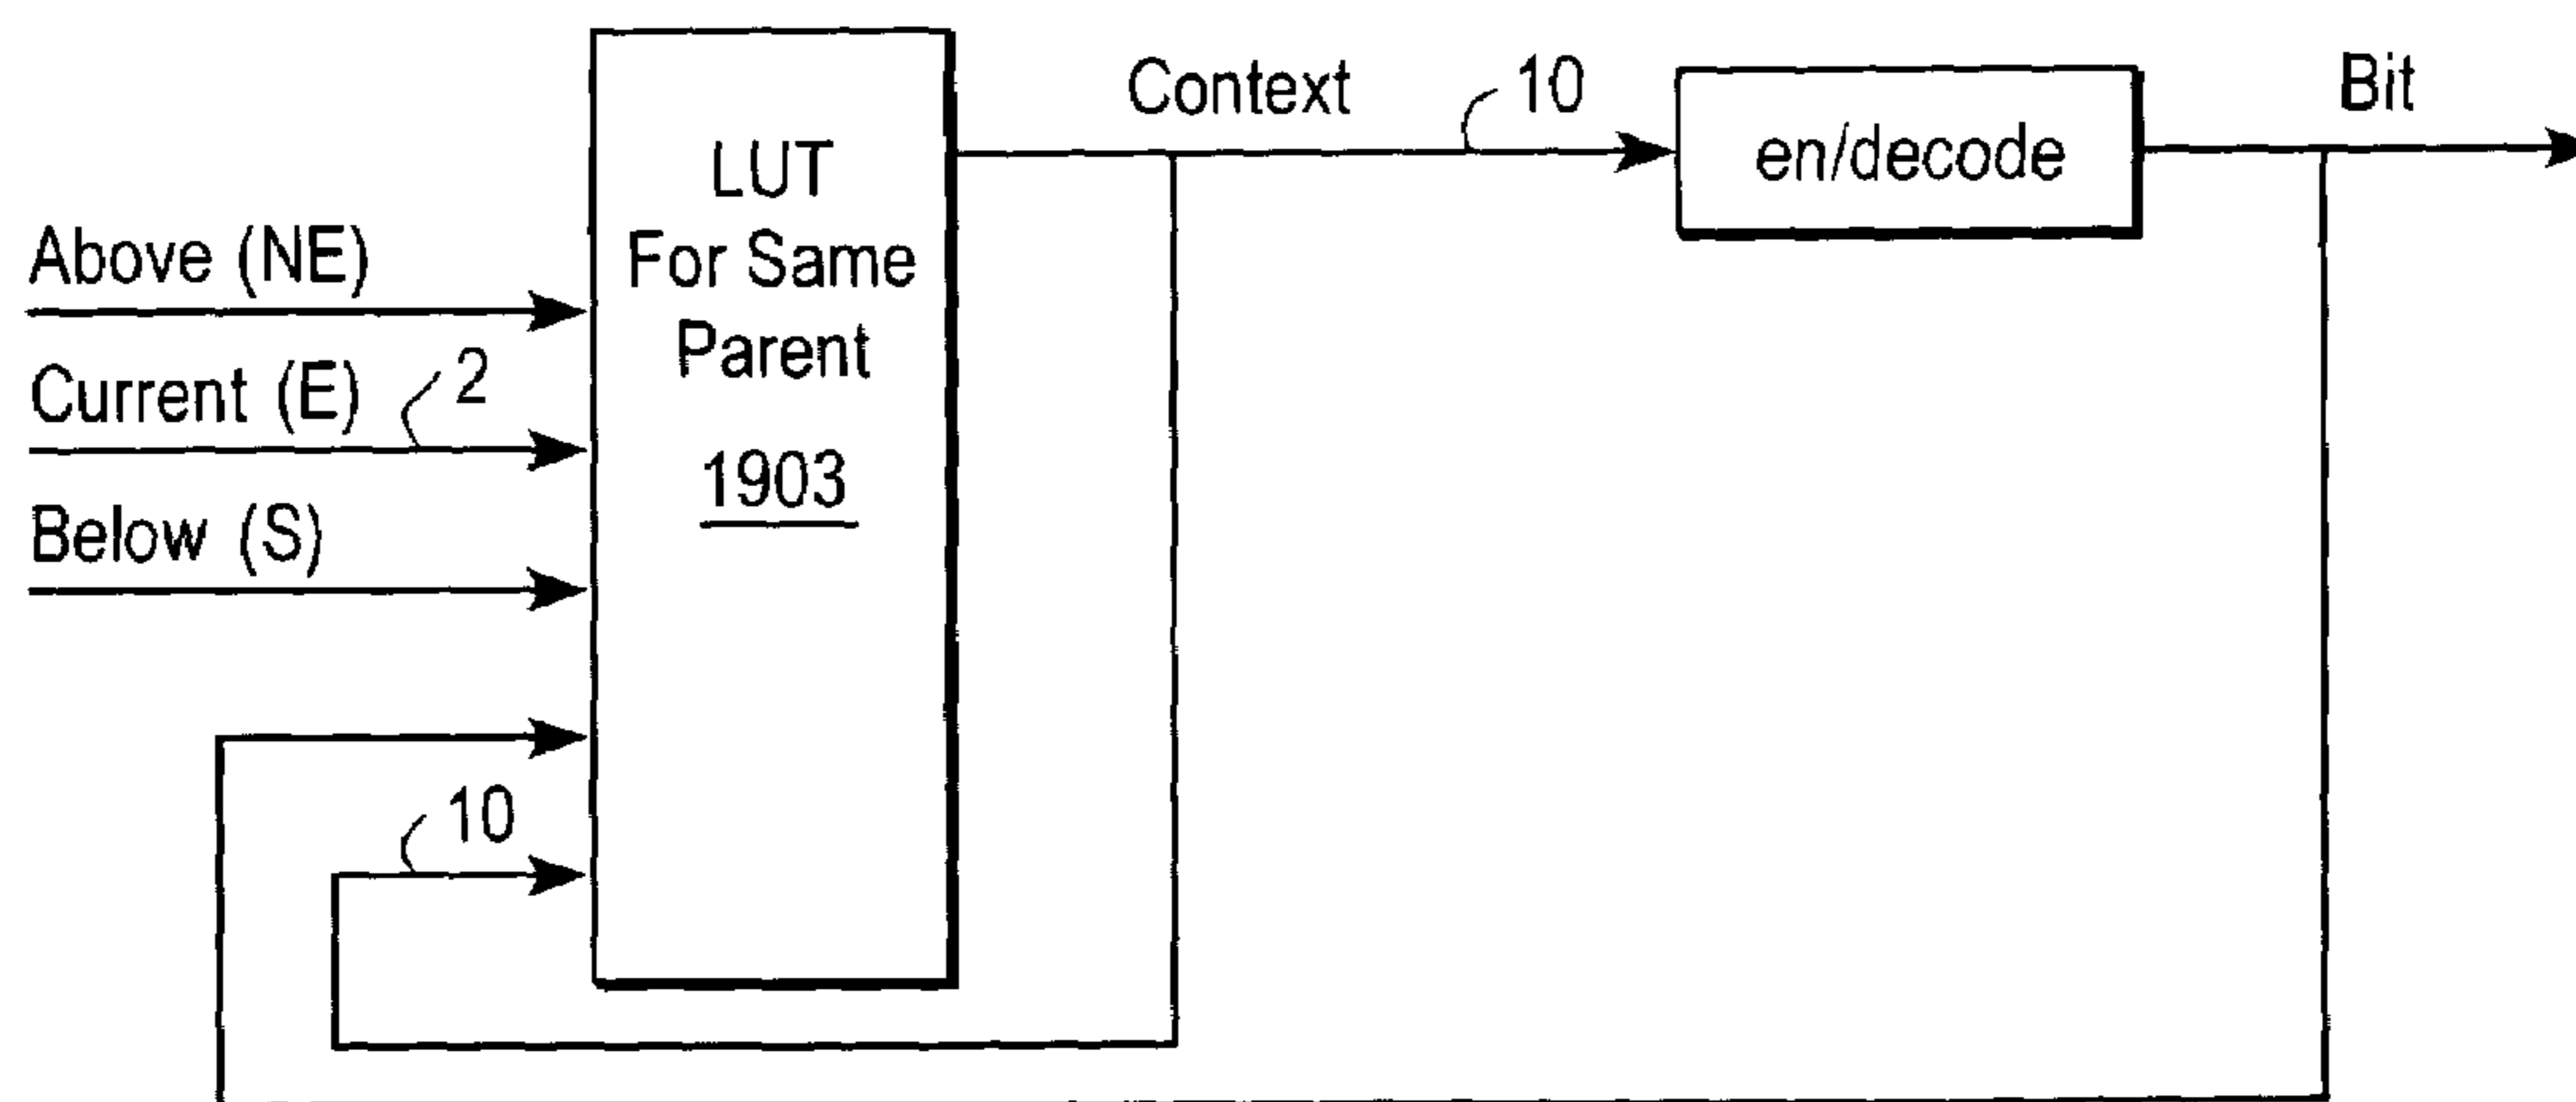 Context
10
Bit
LUT
For Same
Parent
1903
en/decode
Above (NE)
Current (E)
2
Below (S)
10